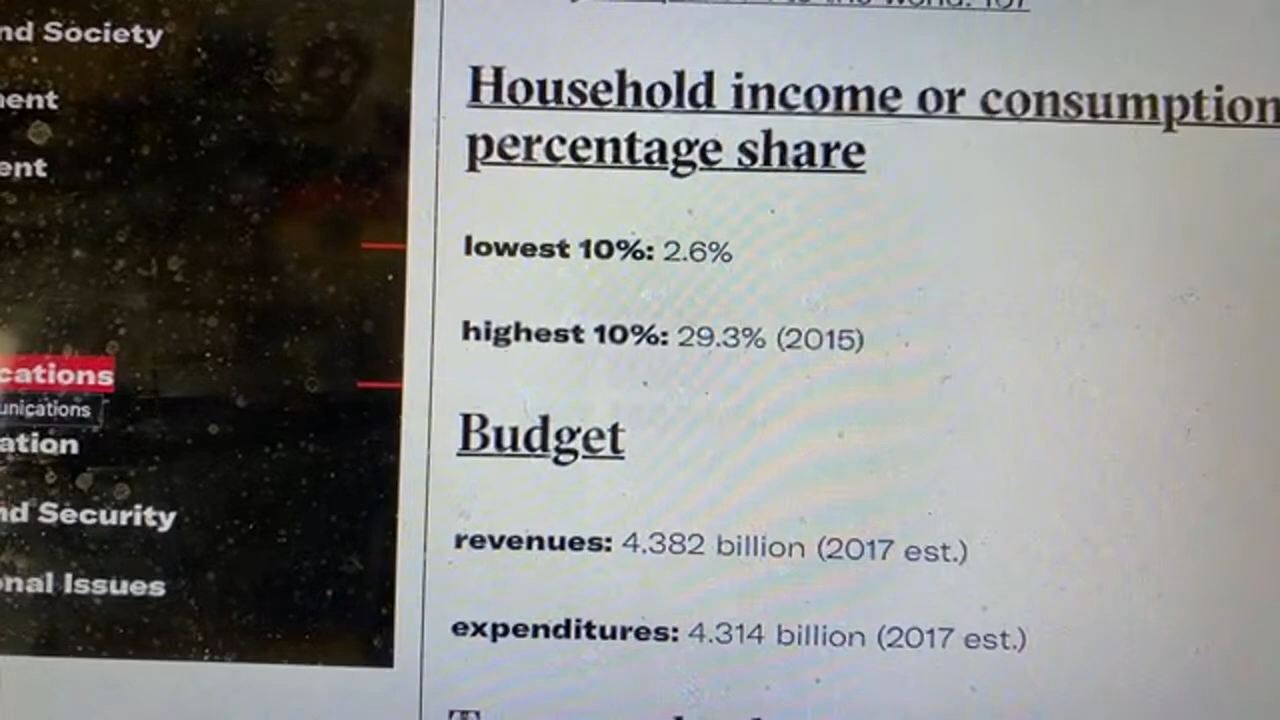 nd Society
ent
ent
cations
unications
ation
nd Security
onal Issues
Household income or consumption
percentage share
lowest 10%: 2.6%
highest 10%: 29.3% (2015)
Budget
revenues: 4.382 billion (2017 est.)
expenditures: 4.314 billion (2017 est.)